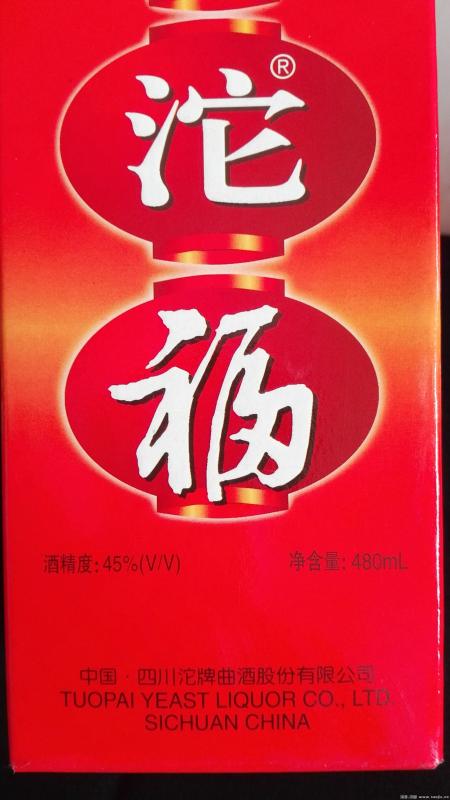 沱®
福
酒精度: 45%(V/V)
净含量: 480mL
中国·四川沱牌曲酒股份有限公司
TUOPAI YEAST LIQUOR CO., LTD.
SICHUAN CHINA